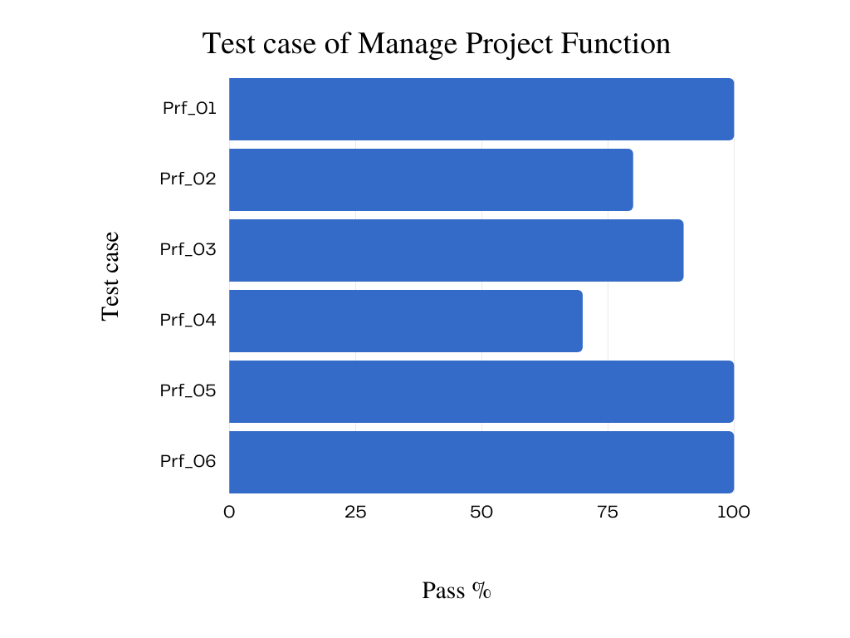 Test case of Manage Project Function
Test case
Prf_01
Prf_02
Prf_03
Prf_04
Prf_05
Prf_06
0 25 50 75 100
Pass %